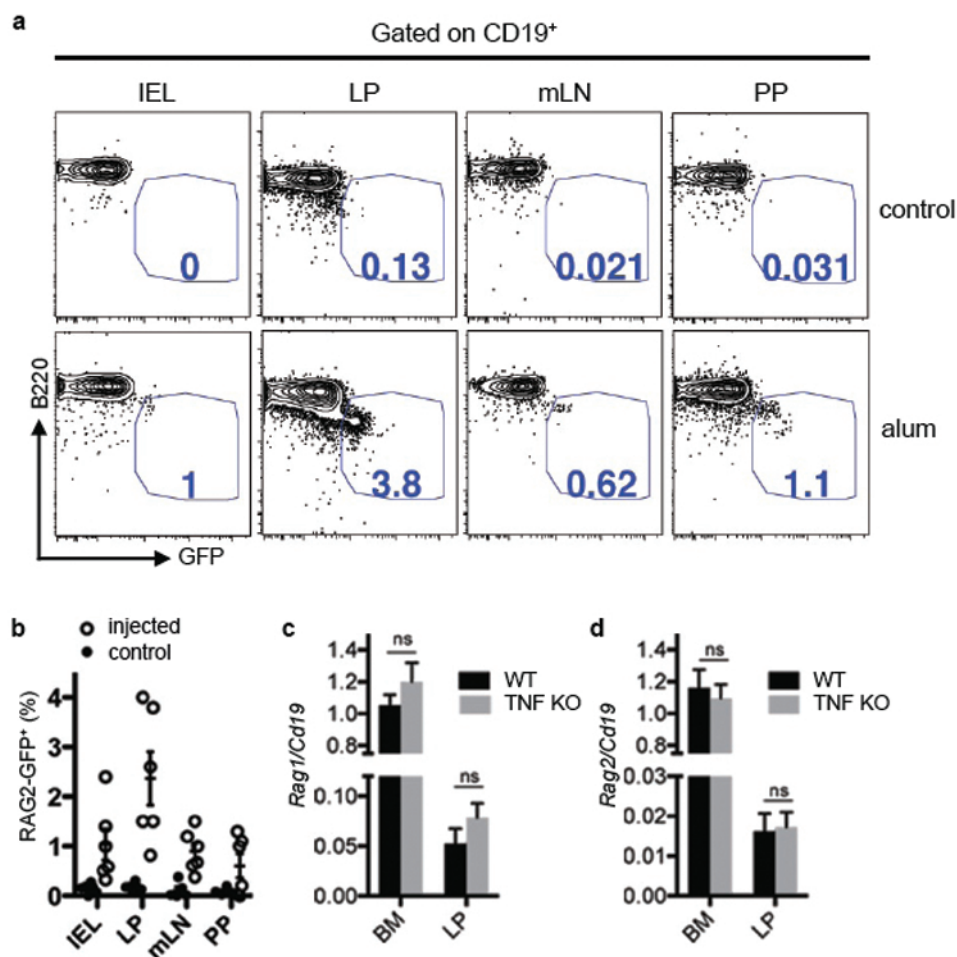 a
Gated on CD19+
IEL LP mLN PP
0 0.13 0.021 0.031 control
1 3.8 0.62 1.1 alum
B220
GFP
b
injected
control
RAG2-GFP+ (%)
4
3
2
1
0
IEL LP mLN PP
c
Rag1/Cd19
1.4
1.2
1.0
0.8
0.10
0.05
0.00
ns
ns
WT
TNF KO
BM LP
d
Rag2/Cd19
1.4
1.2
1.0
0.8
0.03
0.02
0.01
0.00
ns
ns
WT
TNF KO
BM LP